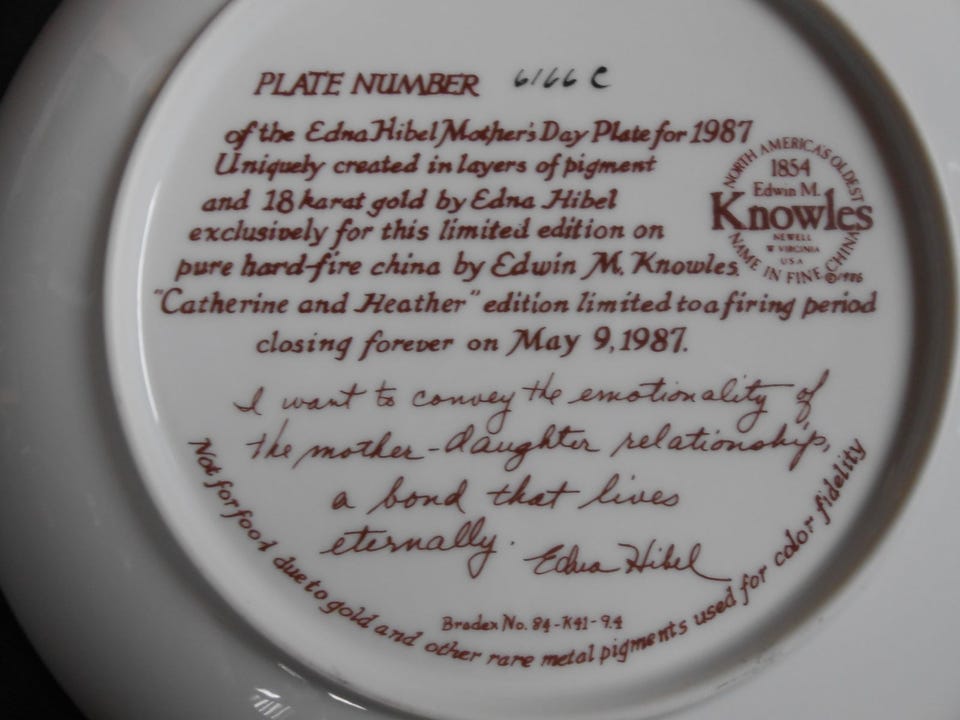 PLATE NUMBER 6166 C
of the Edna Hibel Mother's Day Plate for 1987
Uniquely created in layers of pigment
and 18 karat gold by Edna Hibel
exclusively for this limited edition on
pure hard-fire china by Edwin M. Knowles.
"Catherine and Heather" edition limited to a firing period
closing forever on May 9, 1987.
NORTH AMERICA'S OLDEST
1854
Edwin M.
Knowles
NEWELL
W VIRGINIA
U S A
NAME IN FINE CHINA
©1986
I want to convey the emotionality of
the mother-daughter relationship,
a bond that lives
eternally.
Edna Hibel
Bradex No. 84-K41-9.4
Not for food due to gold and other rare metal pigments used for color fidelity